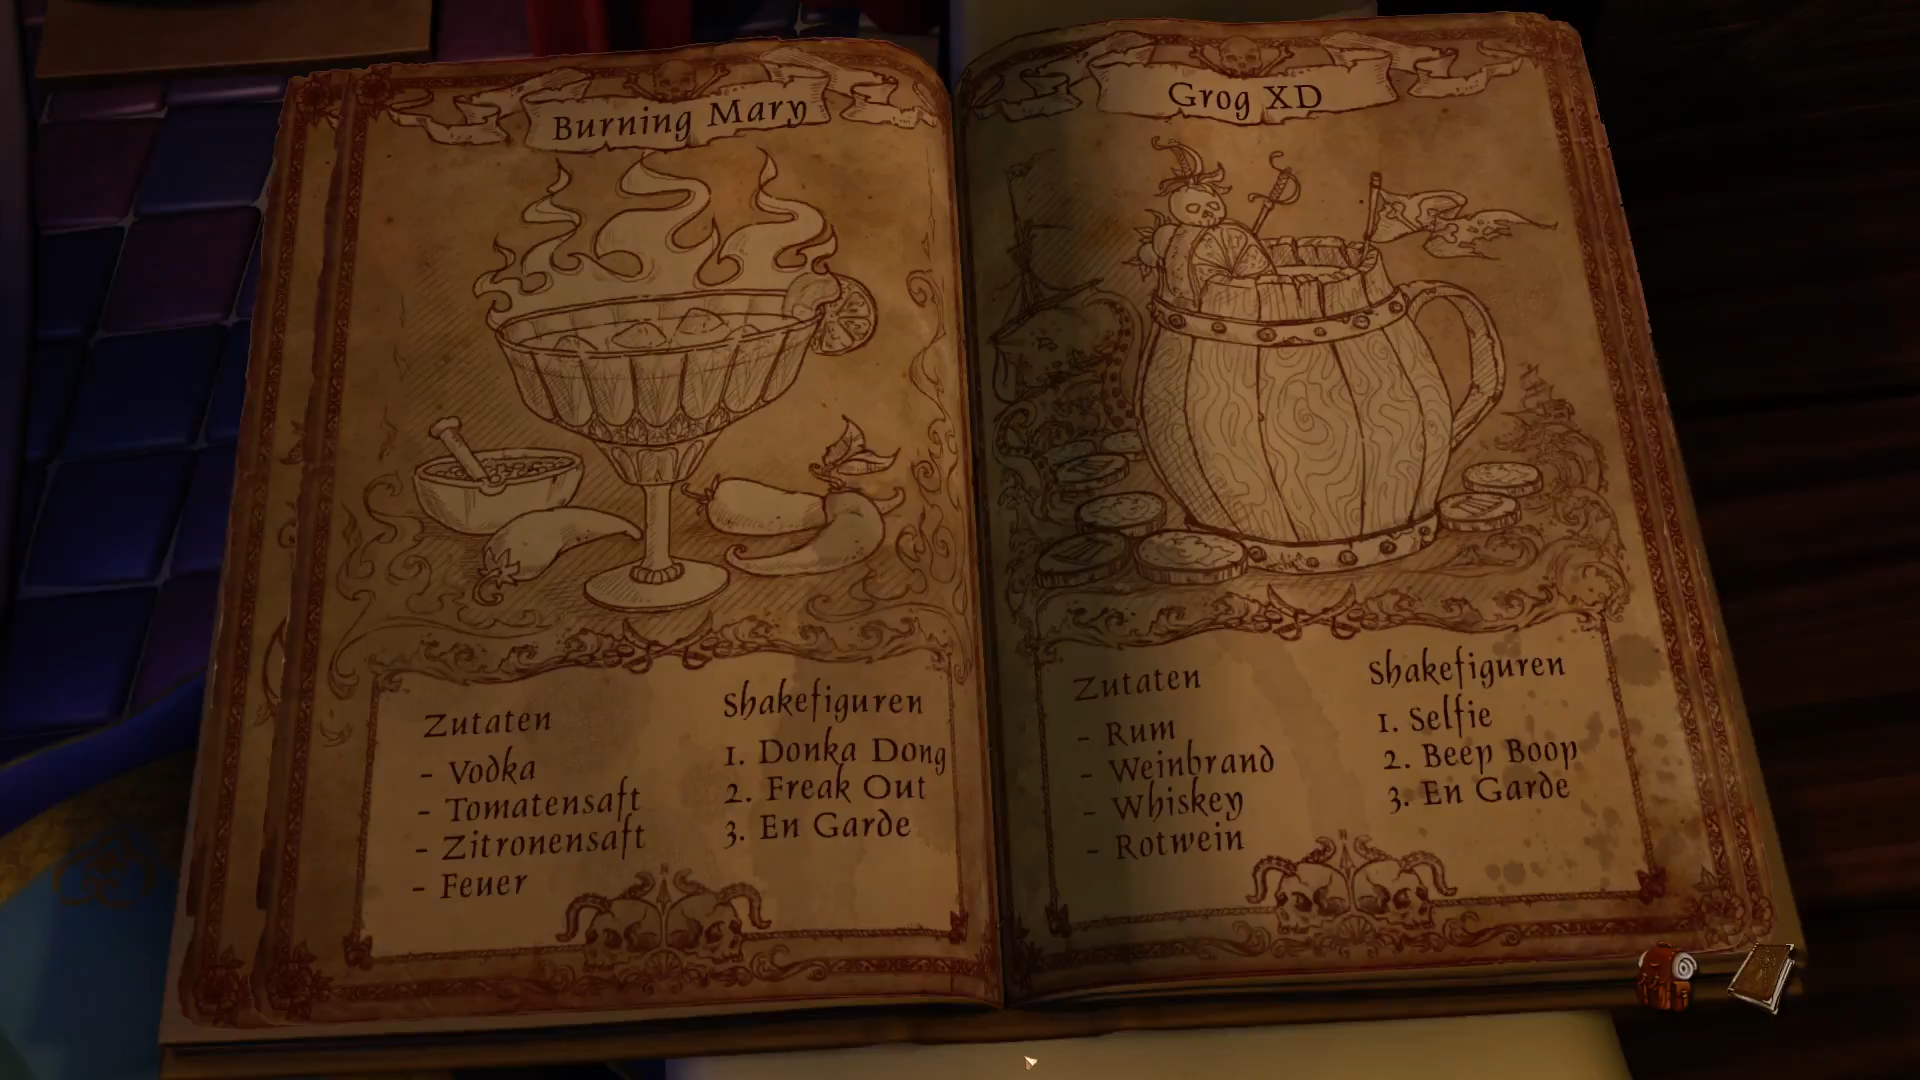 Burning Mary
Zutaten
- Vodka
- Tomatensaft
- Zitronensaft
- Feuer
Shakefiguren
1. Donka Dong
2. Freak Out
3. En Garde
Grog XD
Zutaten
- Rum
- Weinbrand
- Whiskey
- Rotwein
Shakefiguren
1. Selfie
2. Beep Boop
3. En Garde